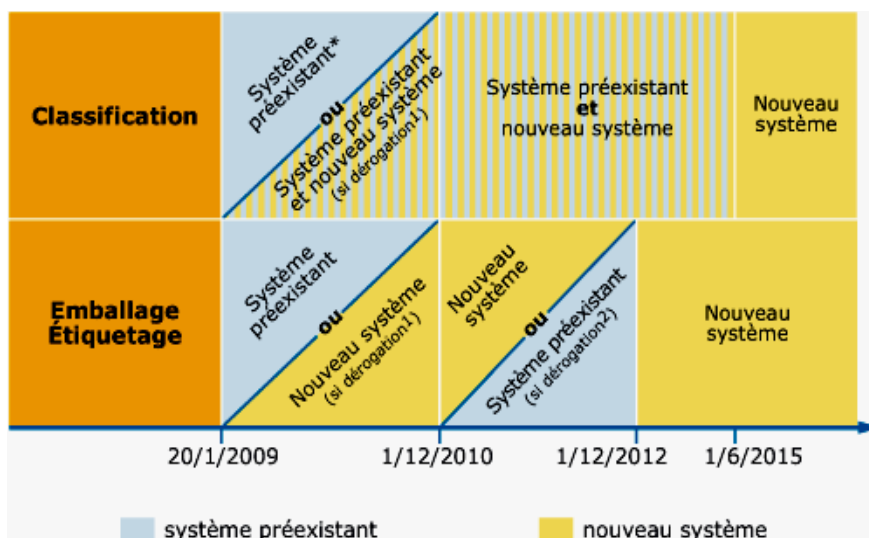 Classification
Système
préexistant*
ou
Système préexistant
et nouveau système
(si dérogation1)
Système préexistant
et
nouveau système
Nouveau
système
Emballage
Étiquetage
Système
préexistant
ou
Nouveau système
(si dérogation1)
Nouveau
système
ou
Système préexistant
(si dérogation2)
Nouveau
système
20/1/2009
1/12/2010
1/12/2012
1/6/2015
système préexistant
nouveau système